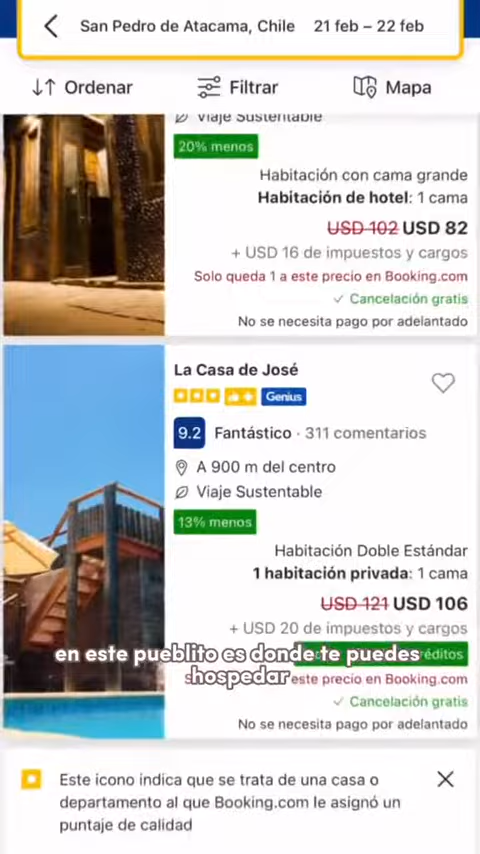 San Pedro de Atacama, Chile 21 feb – 22 feb
Ordenar Filtrar Mapa
Viaje Sustentable
20% menos
Habitación con cama grande
Habitación de hotel: 1 cama
USD 102 USD 82
+ USD 16 de impuestos y cargos
Solo queda 1 a este precio en Booking.com
✓ Cancelación gratis
No se necesita pago por adelantado
La Casa de José
Genius
9.2 Fantástico · 311 comentarios
A 900 m del centro
Viaje Sustentable
13% menos
Habitación Doble Estándar
1 habitación privada: 1 cama
USD 121 USD 106
+ USD 20 de impuestos y cargos
en este pueblito es donde te puedes
hospedar
este precio en Booking.com
✓ Cancelación gratis
No se necesita pago por adelantado
Este icono indica que se trata de una casa o
departamento al que Booking.com le asignó un
puntaje de calidad